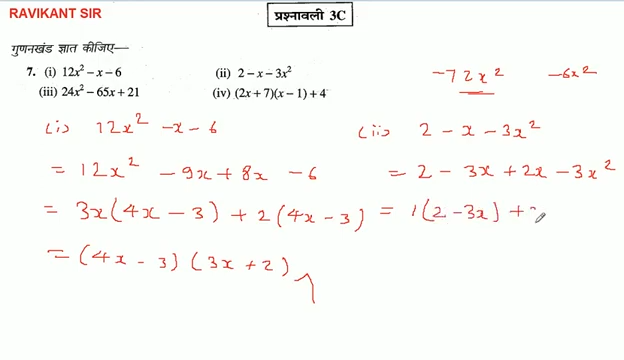 RAVIKANT SIR
प्रश्नावली 3C
गुणनखंड ज्ञात कीजिए—
7. (i) 12x² – x – 6 (ii) 2 – x – 3x²
(iii) 24x² – 65x + 21 (iv) (2x + 7)(x – 1) + 4
-72x² -6x²
(i) 12x² - x - 6
= 12x² - 9x + 8x - 6
= 3x(4x - 3) + 2(4x - 3)
= (4x - 3)(3x + 2)
(ii) 2 - x - 3x²
= 2 - 3x + 2x - 3x²
= 1(2 - 3x) +